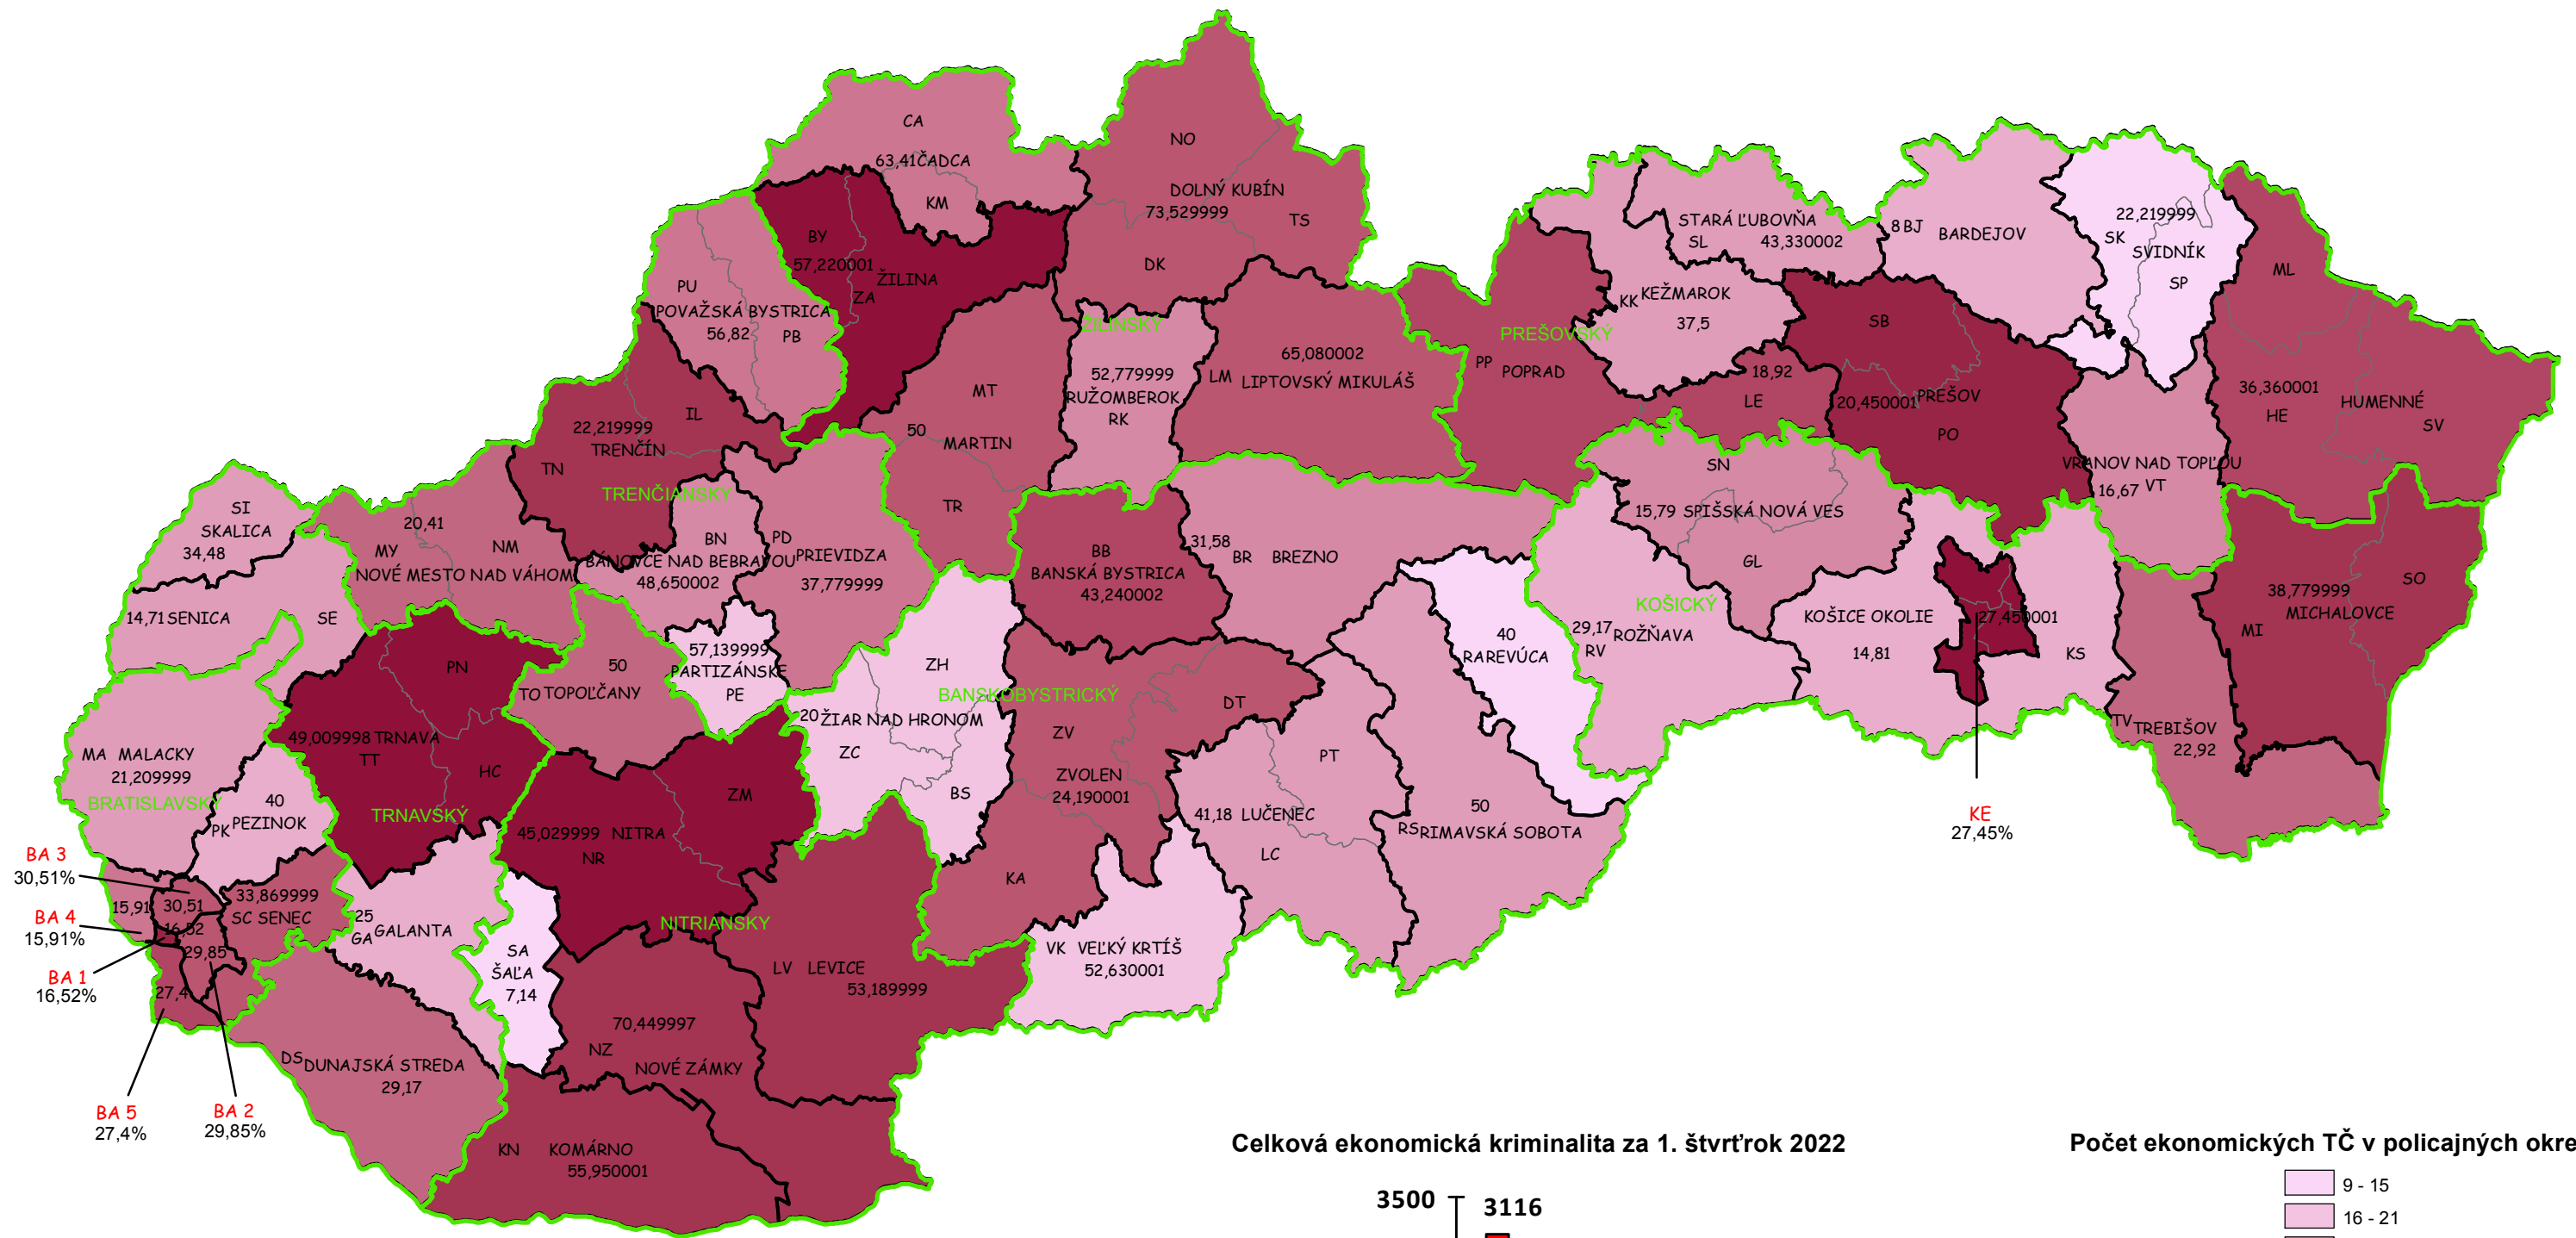 CA
63,41 ČADCA
KM
NO
DOLNÝ KUBÍN
73,529999
TS
DK
BY
57,220001
ŽILINA
ZA
PU
POVAŽSKÁ BYSTRICA
56,82
PB
ŽILINSKÝ
52,779999
RUŽOMBEROK
RK
65,080002
LM LIPTOVSKÝ MIKULÁŠ
MT
50
MARTIN
TR
IL
22,219999
TRENČÍN
TN
TRENČIANSKY
STARÁ ĽUBOVŇA
SL 43,330002
8 BJ BARDEJOV
22,219999
SK
SVIDNÍK
SP
ML
KK KEŽMAROK
37,5
PREŠOVSKÝ
PP POPRAD
18,92
LE
SB
20,450001 PREŠOV
PO
36,360001
HE
HUMENNÉ
SV
VRANOV NAD TOPĽOU
16,67 VT
SI
SKALICA
34,48
20,41
MY
NM
NOVÉ MESTO NAD VÁHOM
14,71 SENICA
SE
BN
BÁNOVCE NAD BEBRAVOU
48,650002
PD
PRIEVIDZA
37,779999
57,139999
PARTIZÁNSKE
PE
BB
BANSKÁ BYSTRICA
43,240002
31,58
BR BREZNO
SN
15,79 SPIŠSKÁ NOVÁ VES
GL
KOŠICKÝ
29,17
ROŽŇAVA
RV
KOŠICE OKOLIE
14,81
27,450001
KS
SO
38,779999
MICHALOVCE
MI
TV
TREBIŠOV
22,92
KE
27,45%
40
RAREVÚCA
PN
49,009998 TRNAVA
TT
HC
TRNAVSKÝ
50
TO TOPOĽČANY
ZH
BANSKOBYSTRICKÝ
20
ŽIAR NAD HRONOM
ZC
BS
DT
ZV
ZVOLEN
24,190001
KA
PT
41,18 LUČENEC
LC
50
RS RIMAVSKÁ SOBOTA
MA MALACKY
21,209999
BRATISLAVSKÝ
40
PK PEZINOK
BA 3
30,51%
BA 4
15,91%
BA 1
16,52%
BA 5
27,4%
BA 2
29,85%
15,91
30,51
16,52
29,85
27,4
33,869999
SC SENEC
25
GA GALANTA
SA
ŠAĽA
7,14
ZM
45,029999 NITRA
NR
NITRIANSKY
LV LEVICE
53,189999
VK VEĽKÝ KRTÍŠ
52,630001
70,449997
NZ
NOVÉ ZÁMKY
DS DUNAJSKÁ STREDA
29,17
KN KOMÁRNO
55,950001
Celková ekonomická kriminalita za 1. štvrťrok 2022
3500
3116
Počet ekonomických TČ v policajných okre
9 - 15
16 - 21